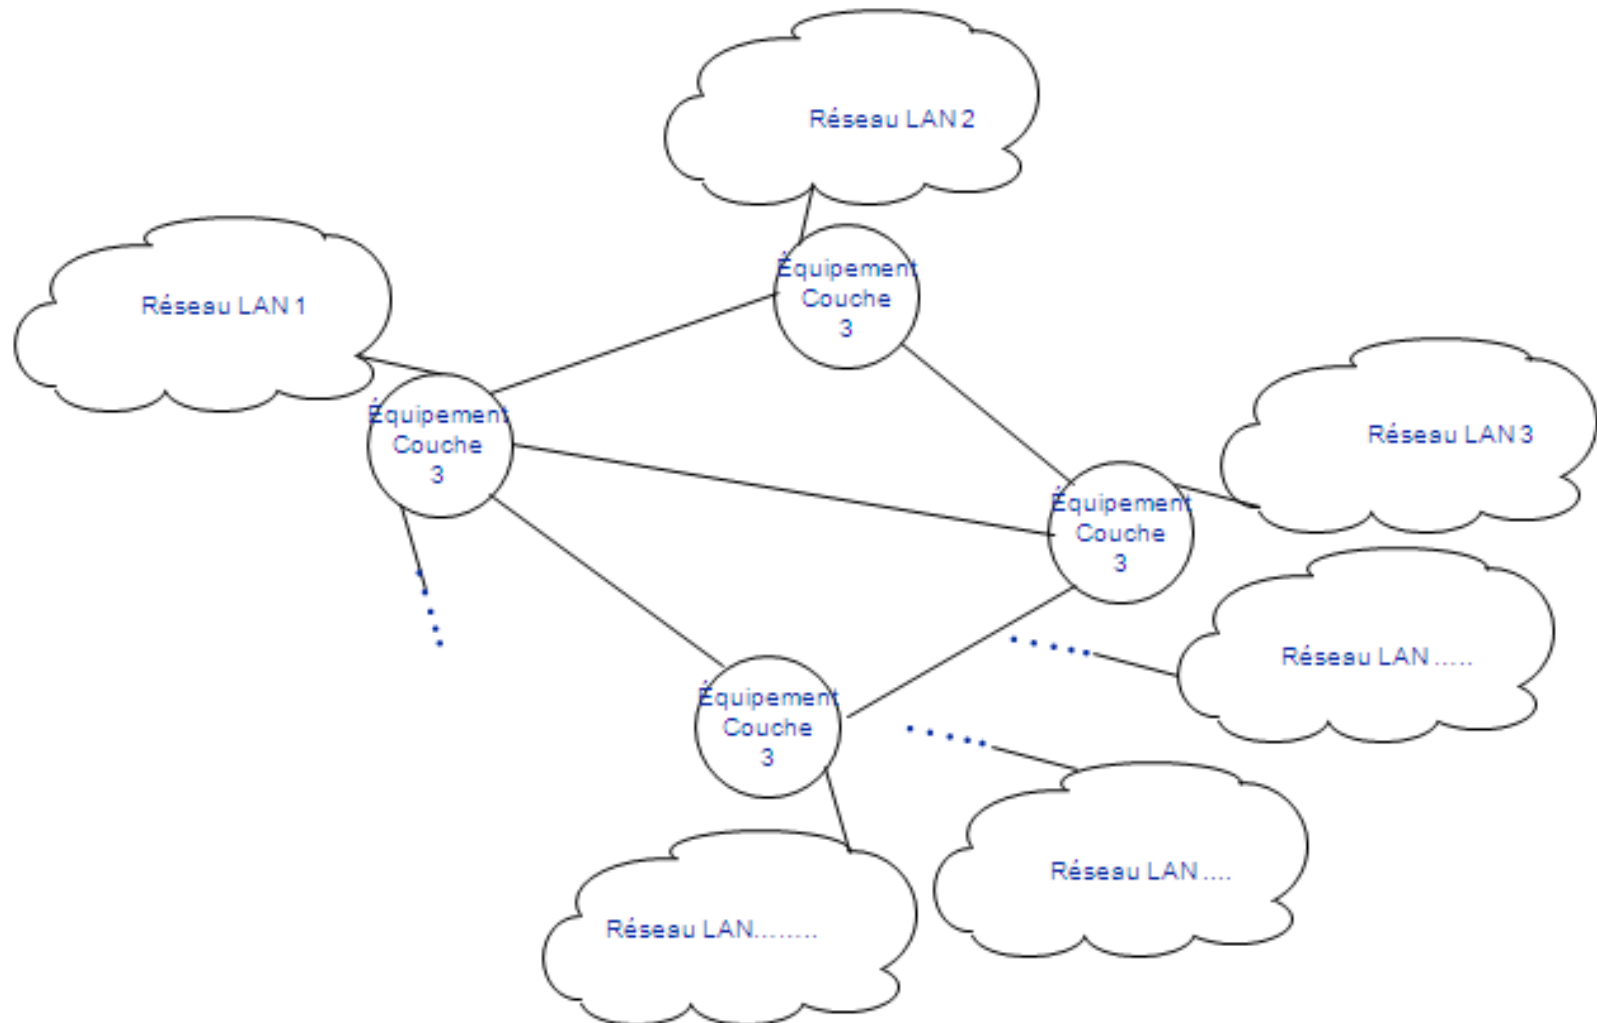 Réseau LAN 2
Réseau LAN 1
Équipement
Couche
3
Équipement
Couche
3
Réseau LAN 3
Équipement
Couche
3
Réseau LAN .....
Équipement
Couche
3
Réseau LAN ....
Réseau LAN........